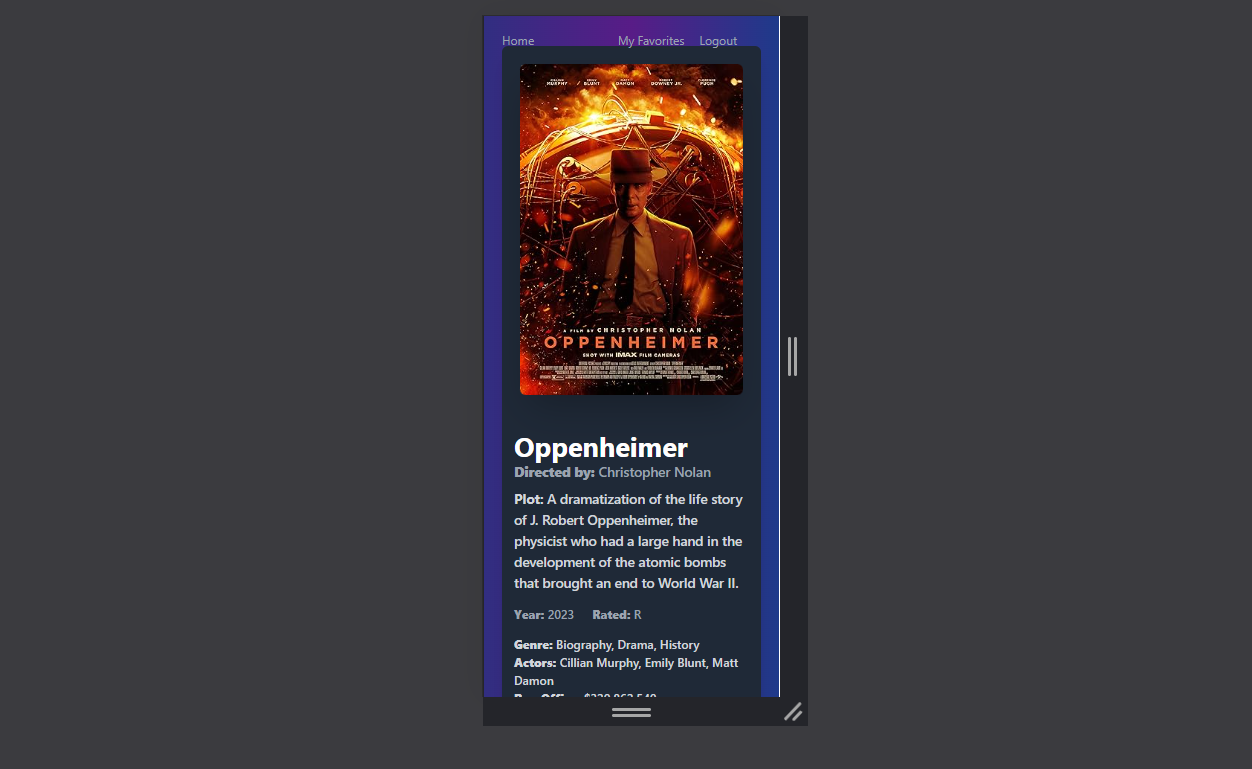 Home My Favorites Logout
MURPHY BLUNT DAMON DOWNEY JR. PUGH
A FILM BY CHRISTOPHER NOLAN
OPPENHEIMER
SHOT WITH IMAX FILM CAMERAS
Oppenheimer
Directed by: Christopher Nolan
Plot: A dramatization of the life story
of J. Robert Oppenheimer, the
physicist who had a large hand in the
development of the atomic bombs
that brought an end to World War II.
Year: 2023 Rated: R
Genre: Biography, Drama, History
Actors: Cillian Murphy, Emily Blunt, Matt
Damon